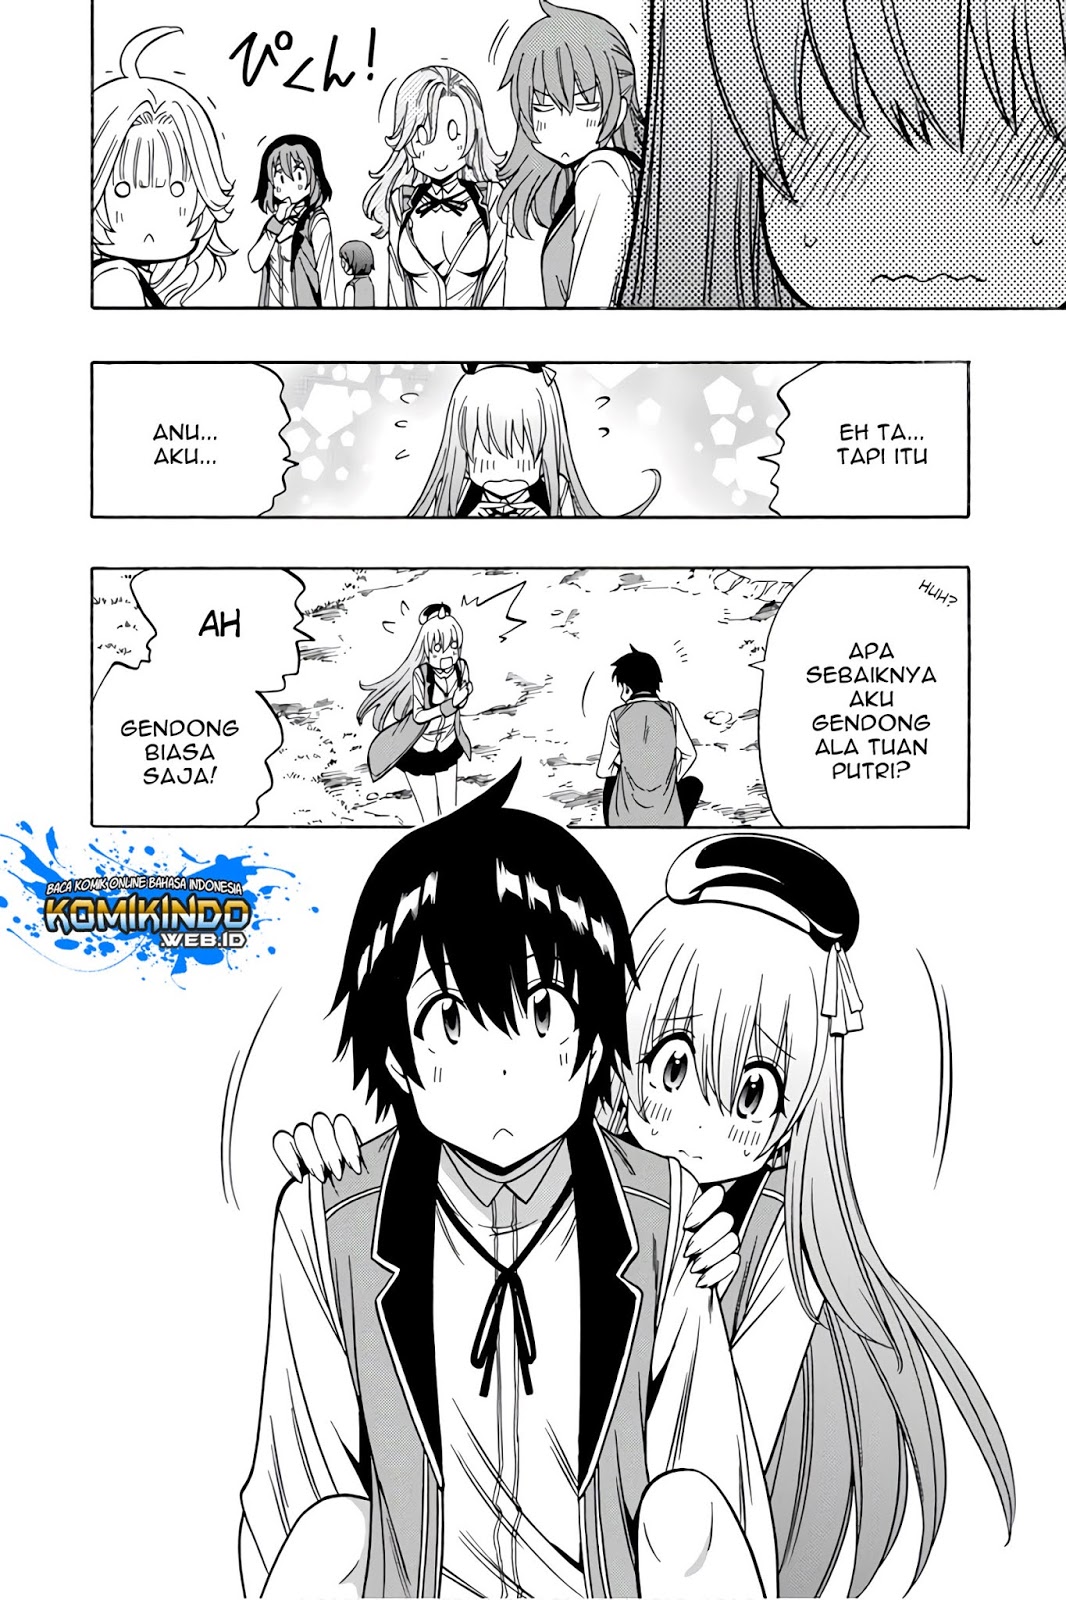 ぴくん!
EH TA...
TAPI ITU
ANU...
AKU...
HUH?
APA
SEBAIKNYA
AKU
GENDONG
ALA TUAN
PUTRI?
AH
GENDONG
BIASA
SAJA!
BACA KOMIK ONLINE BAHASA INDONESIA
KOMIKINDO
.WEB.ID